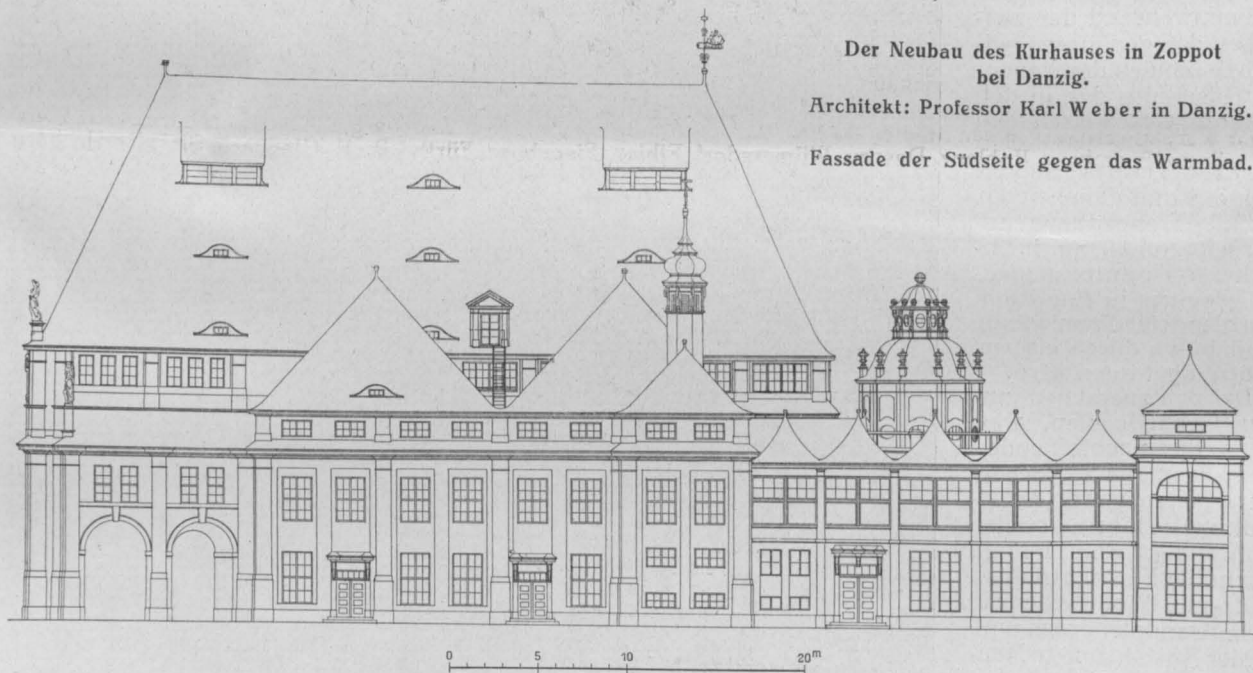 Der Neubau des Kurhauses in Zoppot
bei Danzig.
Architekt: Professor Karl Weber in Danzig.
Fassade der Südseite gegen das Warmbad.
0 5 10 20 m